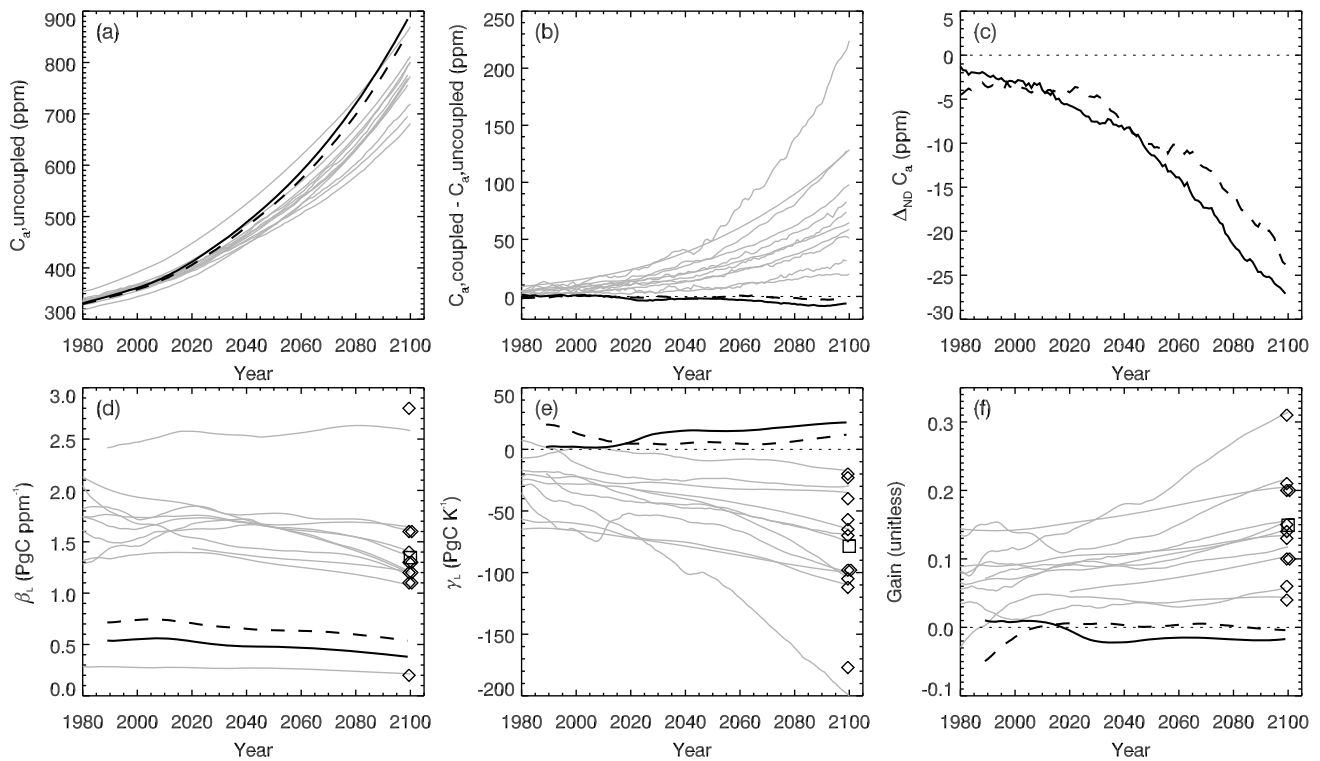 (a)
C_a,uncoupled (ppm)
900
800
700
600
500
400
300
1980 2000 2020 2040 2060 2080 2100
Year
(b)
C_a,coupled - C_a,uncoupled (ppm)
250
200
150
100
50
0
1980 2000 2020 2040 2060 2080 2100
Year
(c)
Δ_ND C_a (ppm)
5
0
-5
-10
-15
-20
-25
-30
1980 2000 2020 2040 2060 2080 2100
Year
(d)
β_L (PgC ppm⁻¹)
3.0
2.5
2.0
1.5
1.0
0.5
0.0
1980 2000 2020 2040 2060 2080 2100
Year
(e)
γ_L (PgC K⁻¹)
50
0
-50
-100
-150
-200
1980 2000 2020 2040 2060 2080 2100
Year
(f)
Gain (unitless)
0.3
0.2
0.1
0.0
-0.1
1980 2000 2020 2040 2060 2080 2100
Year